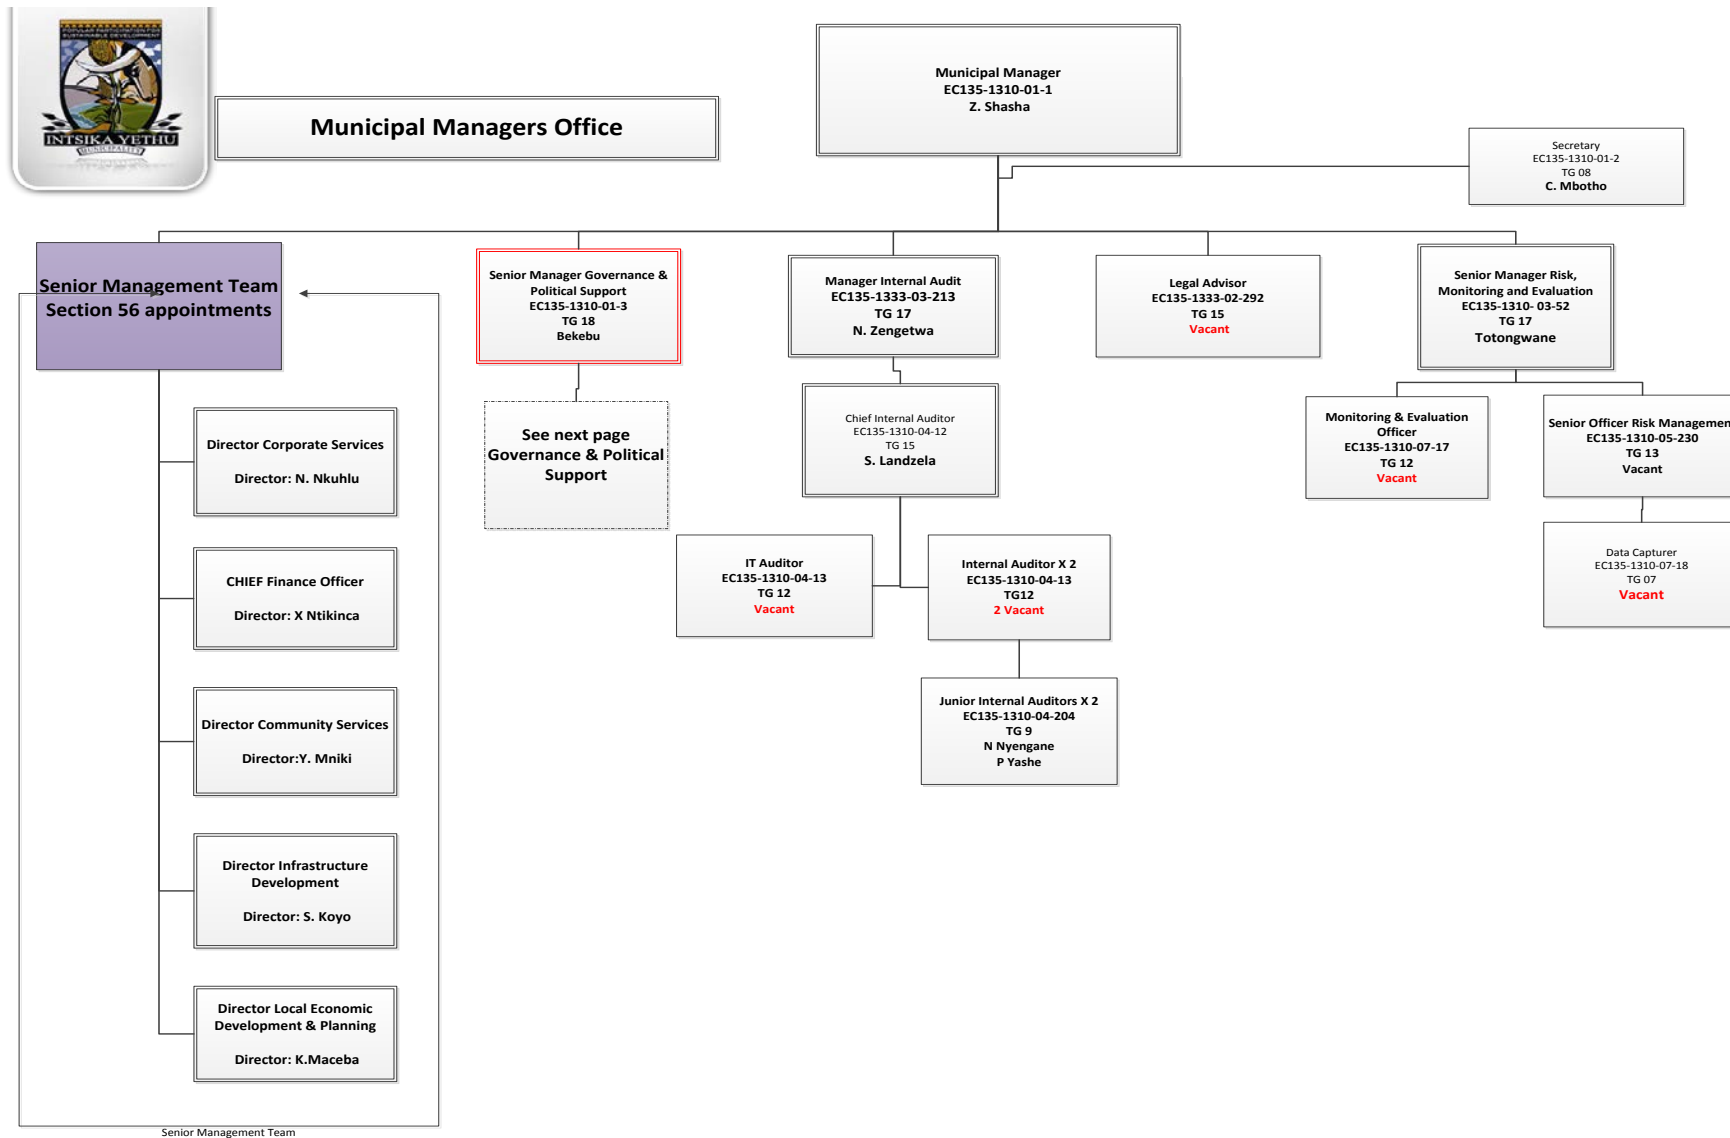 POPULAR PARTICIPATION FOR
SUSTAINABLE DEVELOPMENT
INTSIKA YETHU
MUNICIPALITY
Municipal Managers Office
Municipal Manager
EC135-1310-01-1
Z. Shasha
Secretary
EC135-1310-01-2
TG 08
C. Mbotho
Senior Management Team
Section 56 appointments
Senior Manager Governance &
Political Support
EC135-1310-01-3
TG 18
Bekebu
Manager Internal Audit
EC135-1333-03-213
TG 17
N. Zengetwa
Legal Advisor
EC135-1333-02-292
TG 15
Vacant
Senior Manager Risk,
Monitoring and Evaluation
EC135-1310- 03-52
TG 17
Totongwane
Director Corporate Services
Director: N. Nkuhlu
See next page
Governance & Political
Support
Chief Internal Auditor
EC135-1310-04-12
TG 15
S. Landzela
Monitoring & Evaluation
Officer
EC135-1310-07-17
TG 12
Vacant
Senior Officer Risk Managemen
EC135-1310-05-230
TG 13
Vacant
CHIEF Finance Officer
Director: X Ntikinca
IT Auditor
EC135-1310-04-13
TG 12
Vacant
Internal Auditor X 2
EC135-1310-04-13
TG12
2 Vacant
Data Capturer
EC135-1310-07-18
TG 07
Vacant
Director Community Services
Director:Y. Mniki
Junior Internal Auditors X 2
EC135-1310-04-204
TG 9
N Nyengane
P Yashe
Director Infrastructure
Development
Director: S. Koyo
Director Local Economic
Development & Planning
Director: K.Maceba
Senior Management Team